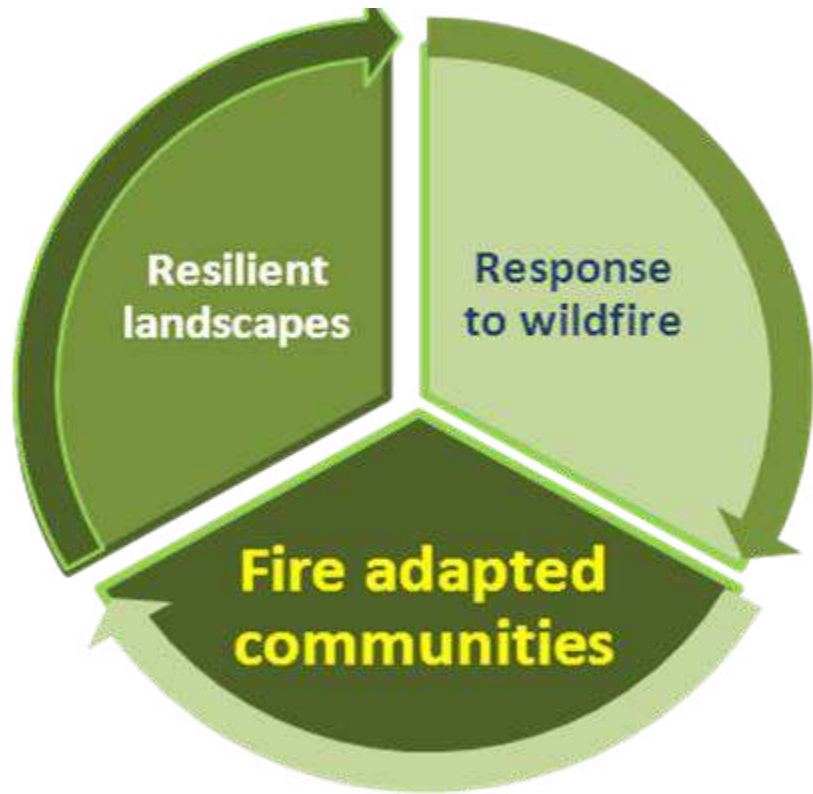 Resilient
landscapes
Response
to wildfire
Fire adapted
communities